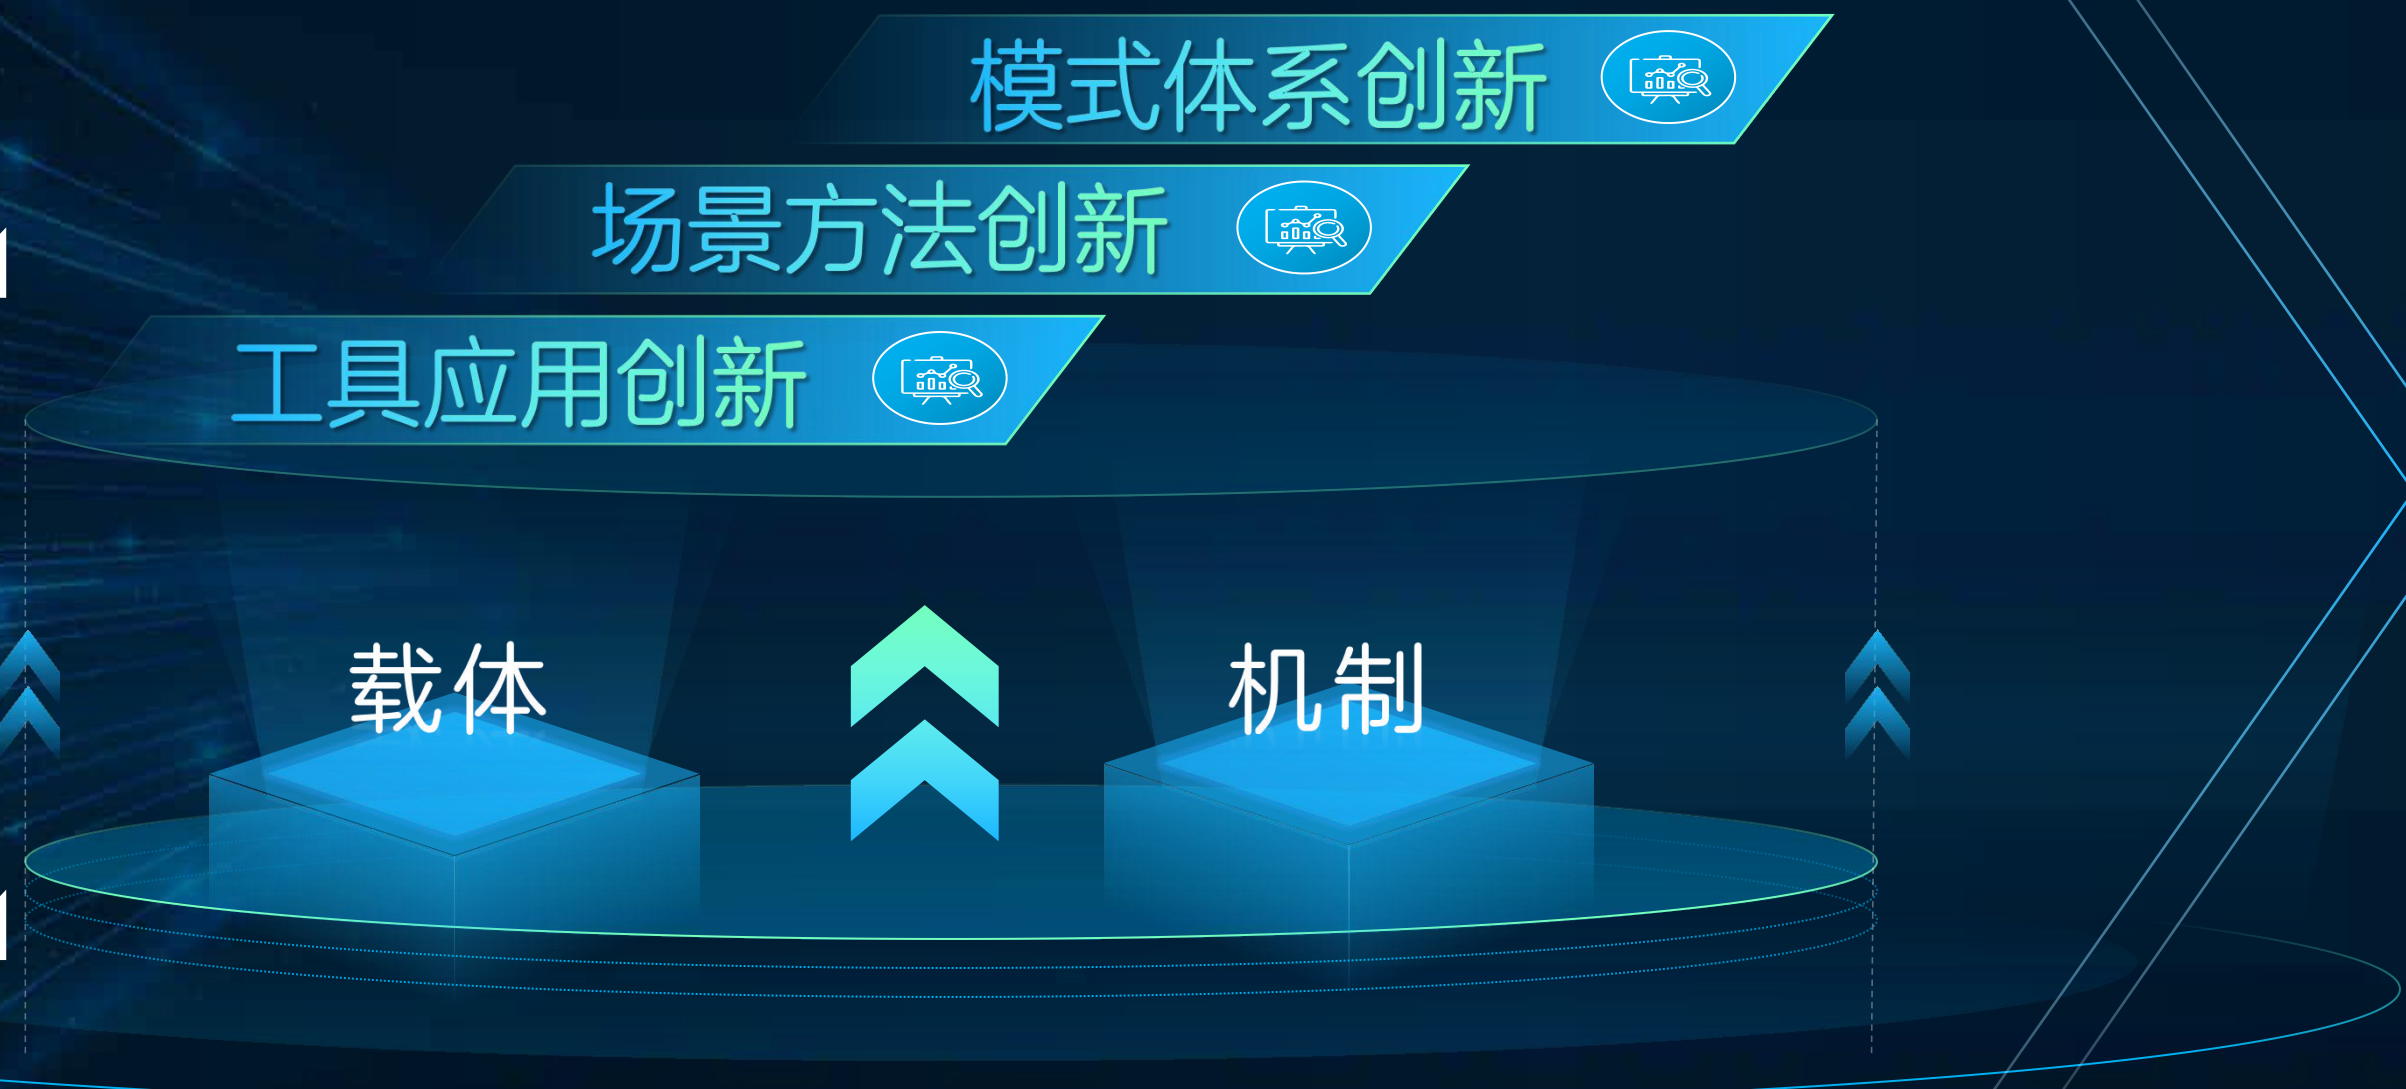 模式体系创新
场景方法创新
工具应用创新
载体
机制